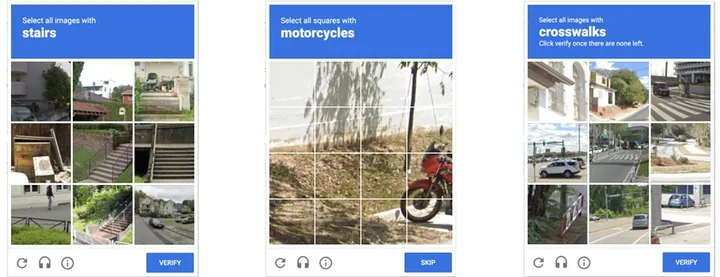 Select all images with
stairs
VERIFY
Select all squares with
motorcycles
SKIP
Select all images with
crosswalks
Click verify once there are none left.
VERIFY